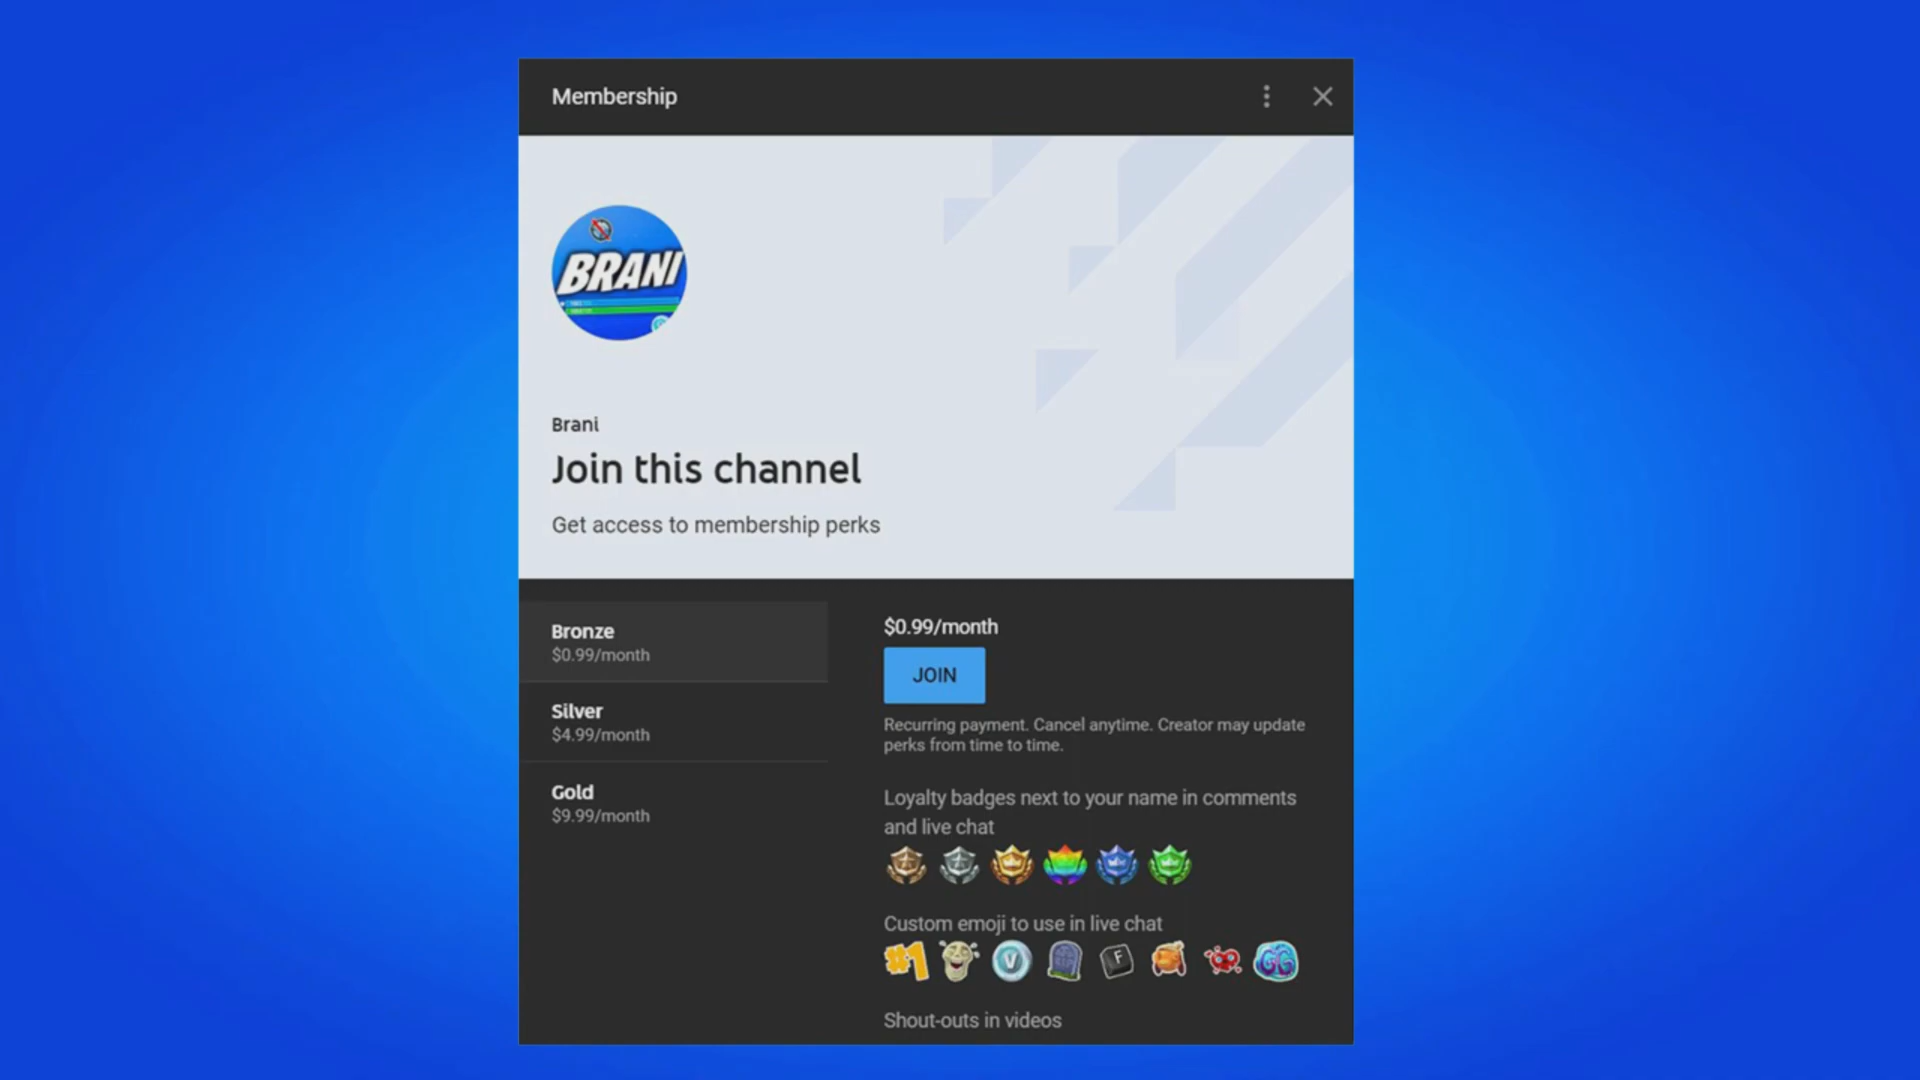 Membership
BRANI
Brani
Join this channel
Get access to membership perks
Bronze
$0.99/month
Silver
$4.99/month
Gold
$9.99/month
$0.99/month
JOIN
Recurring payment. Cancel anytime. Creator may update
perks from time to time.
Loyalty badges next to your name in comments
and live chat
Custom emoji to use in live chat
#1 V F GG
Shout-outs in videos